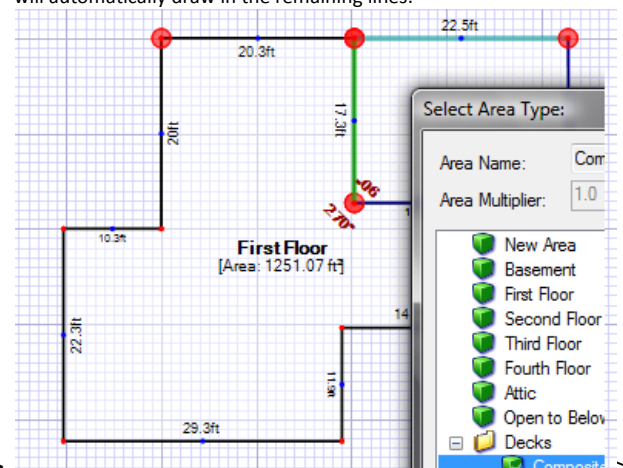 will automatically draw in the remaining lines.
22.5ft
20.3ft
17.3ft
20ft
Select Area Type:
Area Name: Com
Area Multiplier: 1.0
-90
270°
10.3ft
First Floor
[Area: 1251.07 ft²]
New Area
Basement
First Floor
Second Floor
Third Floor
Fourth Floor
Attic
Open to Below
Decks
Composite
14
22.3ft
11.9ft
29.3ft